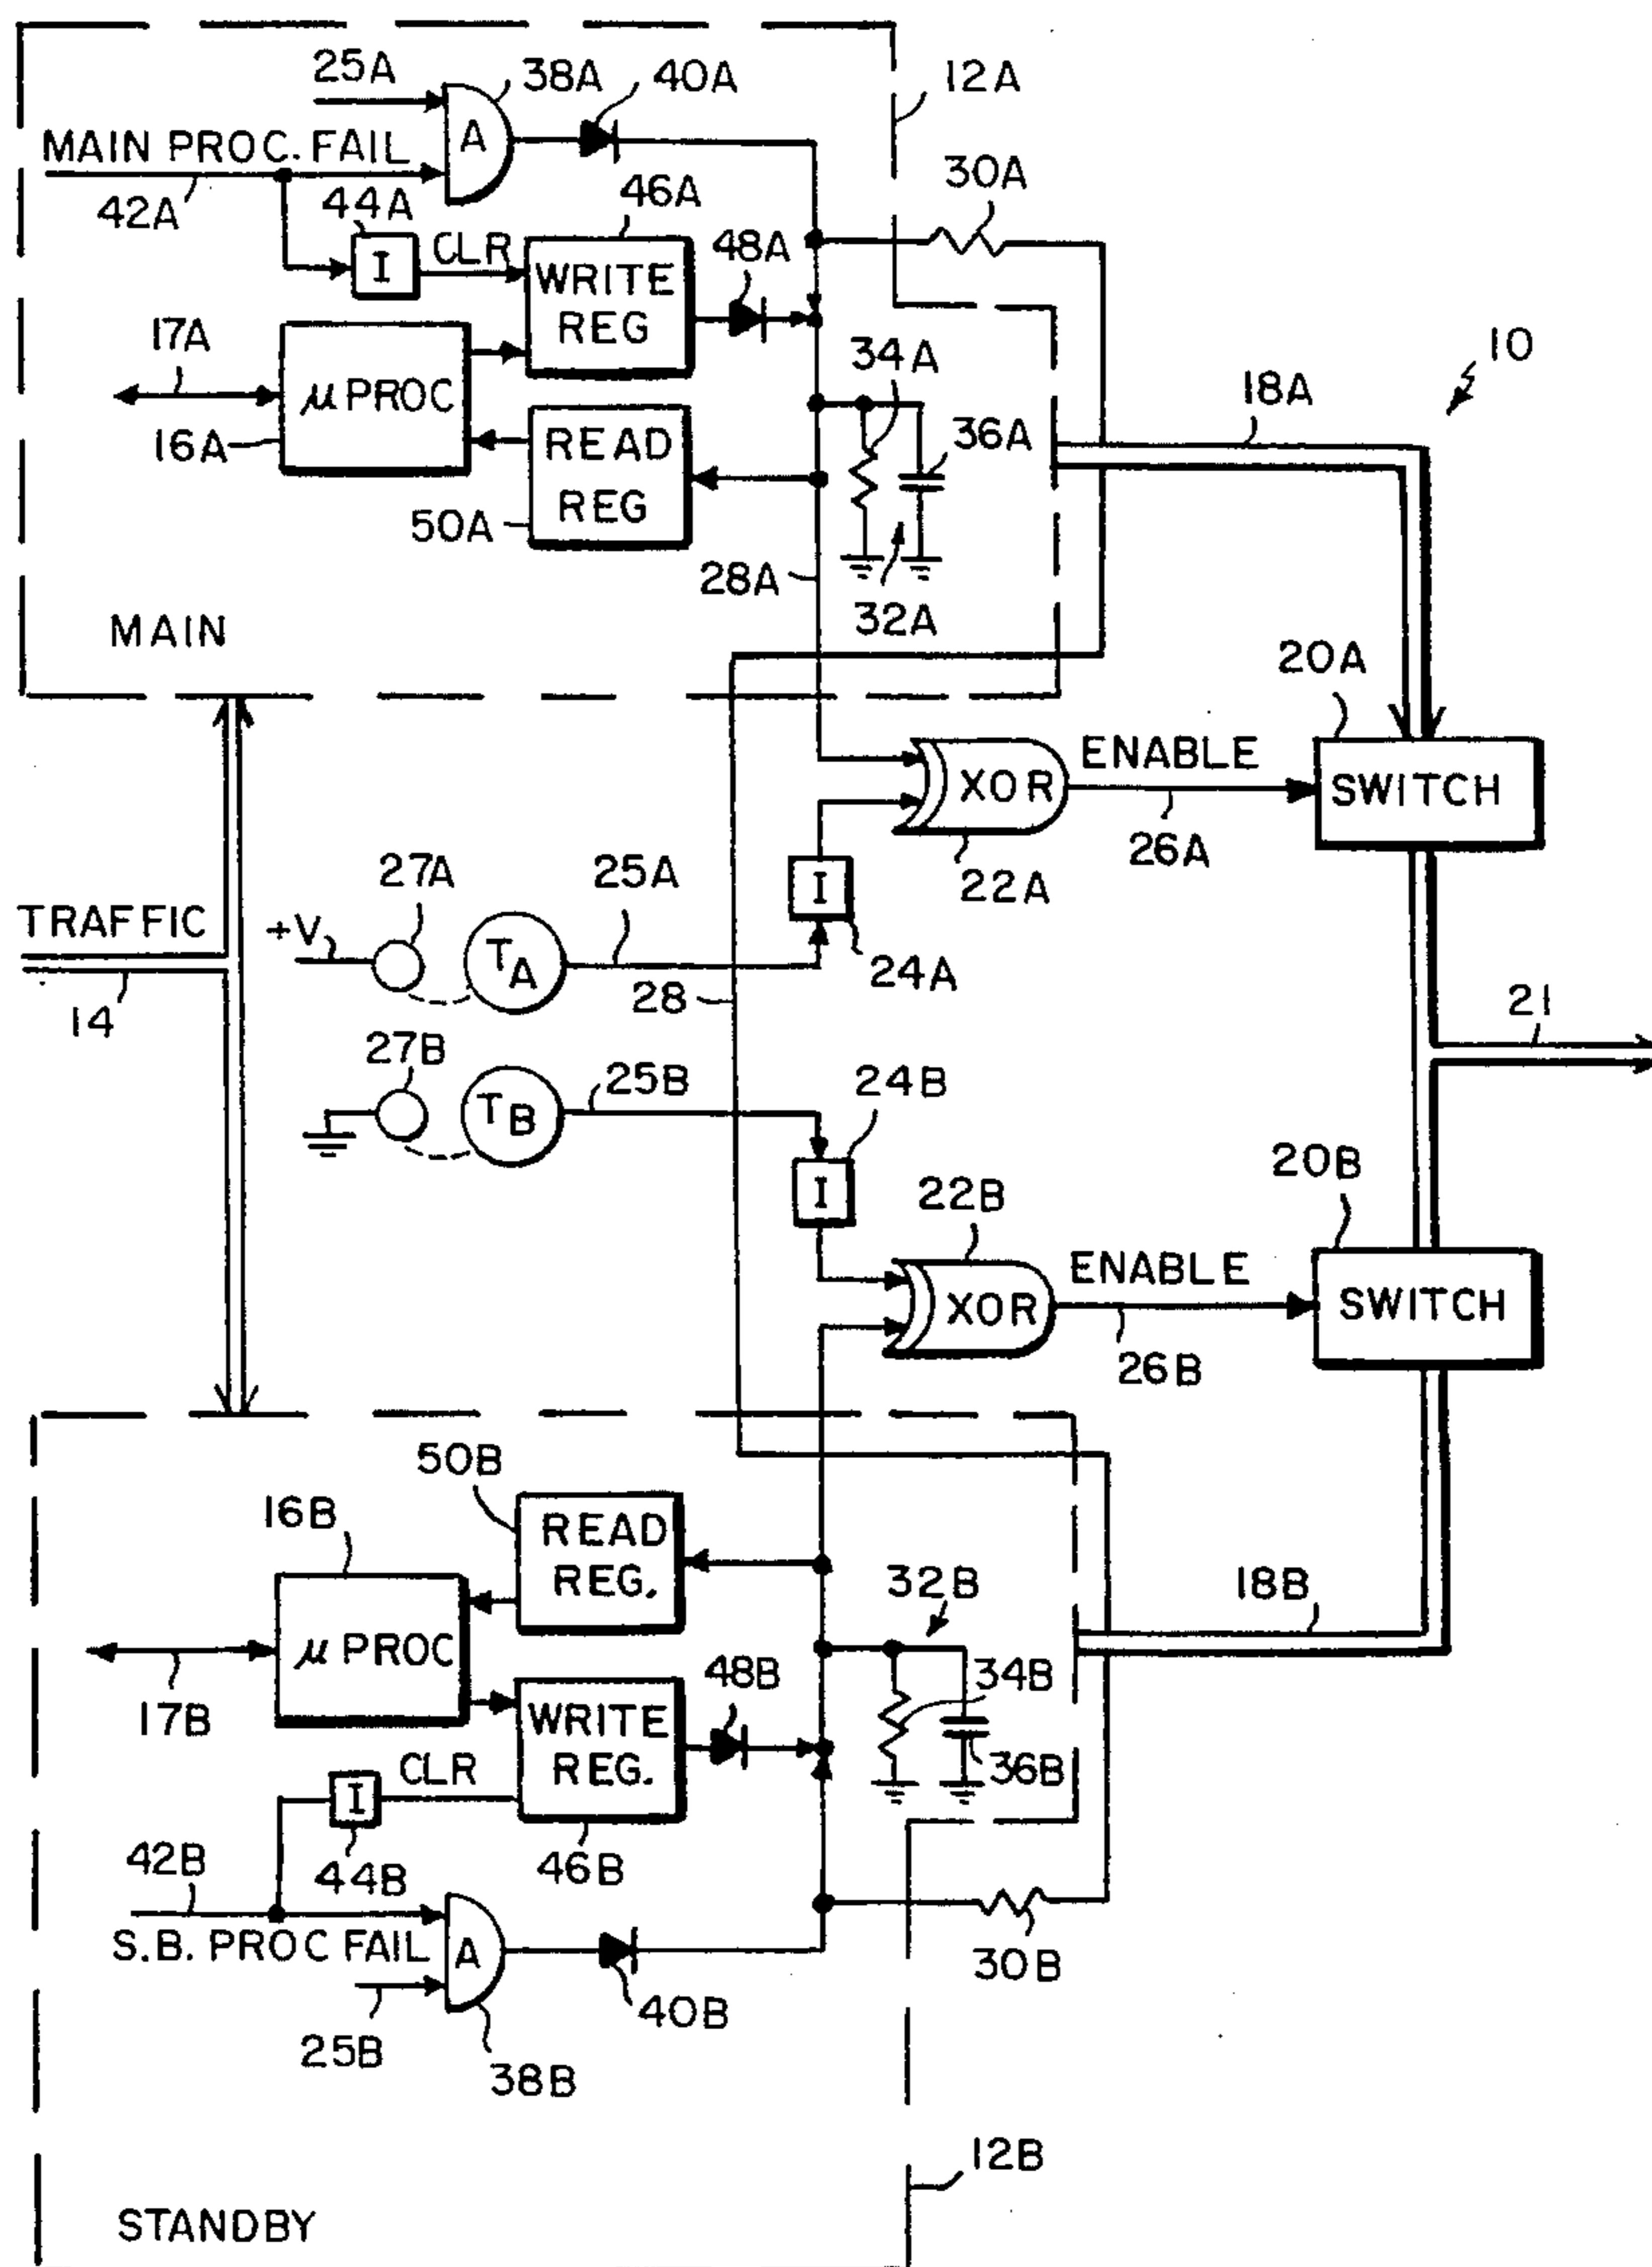 25A
38A
40A
12A
A
MAIN PROC. FAIL
42A
44A
46A
30A
I
CLR
WRITE
REG
48A
17A
μ PROC
16A
34A
18A
10
READ
REG
36A
50A
28A
32A
MAIN
20A
ENABLE
XOR
SWITCH
26A
22A
27A
25A
I
TRAFFIC
+V
TA
24A
28
14
21
27B
25B
24B
TB
I
20B
22B
ENABLE
XOR
SWITCH
26B
50B
16B
READ
REG.
32B
18B
μ PROC
48B
34B
17B
WRITE
REG.
CLR
36B
I
42B
44B
46B
S.B. PROC FAIL
A
30B
40B
25B
38B
12B
STANDBY